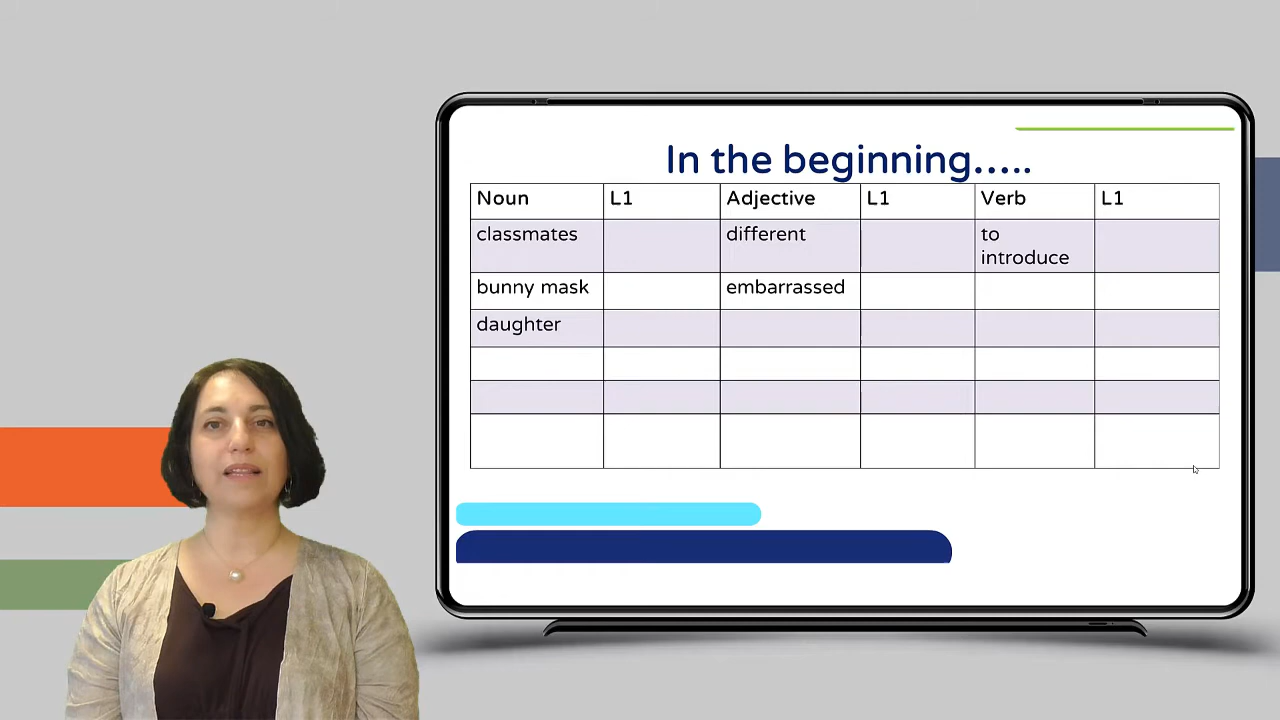 In the beginning.....
Noun L1 Adjective L1 Verb L1
classmates different to
introduce
bunny mask embarrassed
daughter